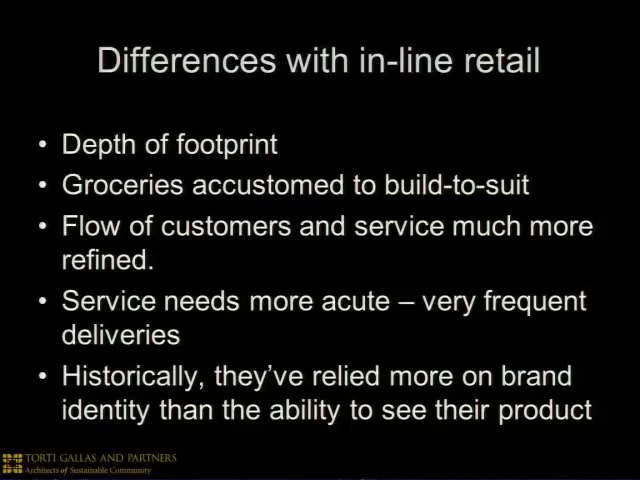 Differences with in-line retail
• Depth of footprint
• Groceries accustomed to build-to-suit
• Flow of customers and service much more
refined.
• Service needs more acute – very frequent
deliveries
• Historically, they've relied more on brand
identity than the ability to see their product
TORTI GALLAS AND PARTNERS
Architects of Sustainable Community